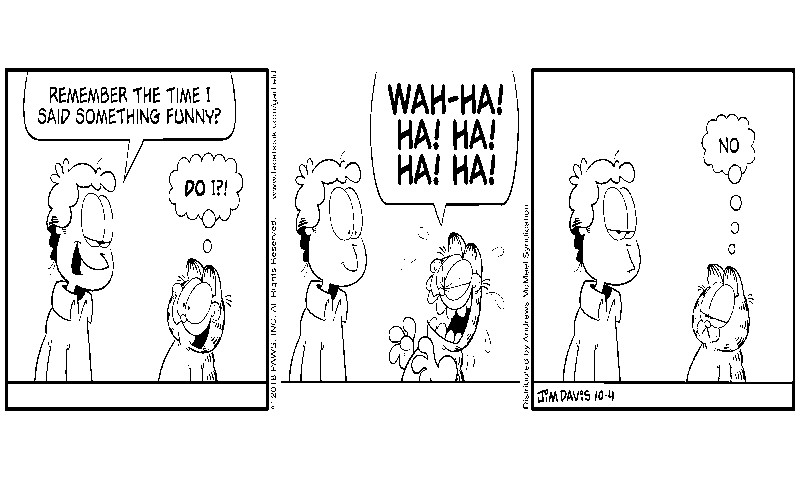 REMEMBER THE TIME I
SAID SOMETHING FUNNY?
DO I?!
© 2018 PAWS, INC. All Rights Reserved.
WAH-HA!
HA! HA!
HA! HA!
Distributed by Andrews McMeel Syndication
NO
JIM DAVIS 10-4